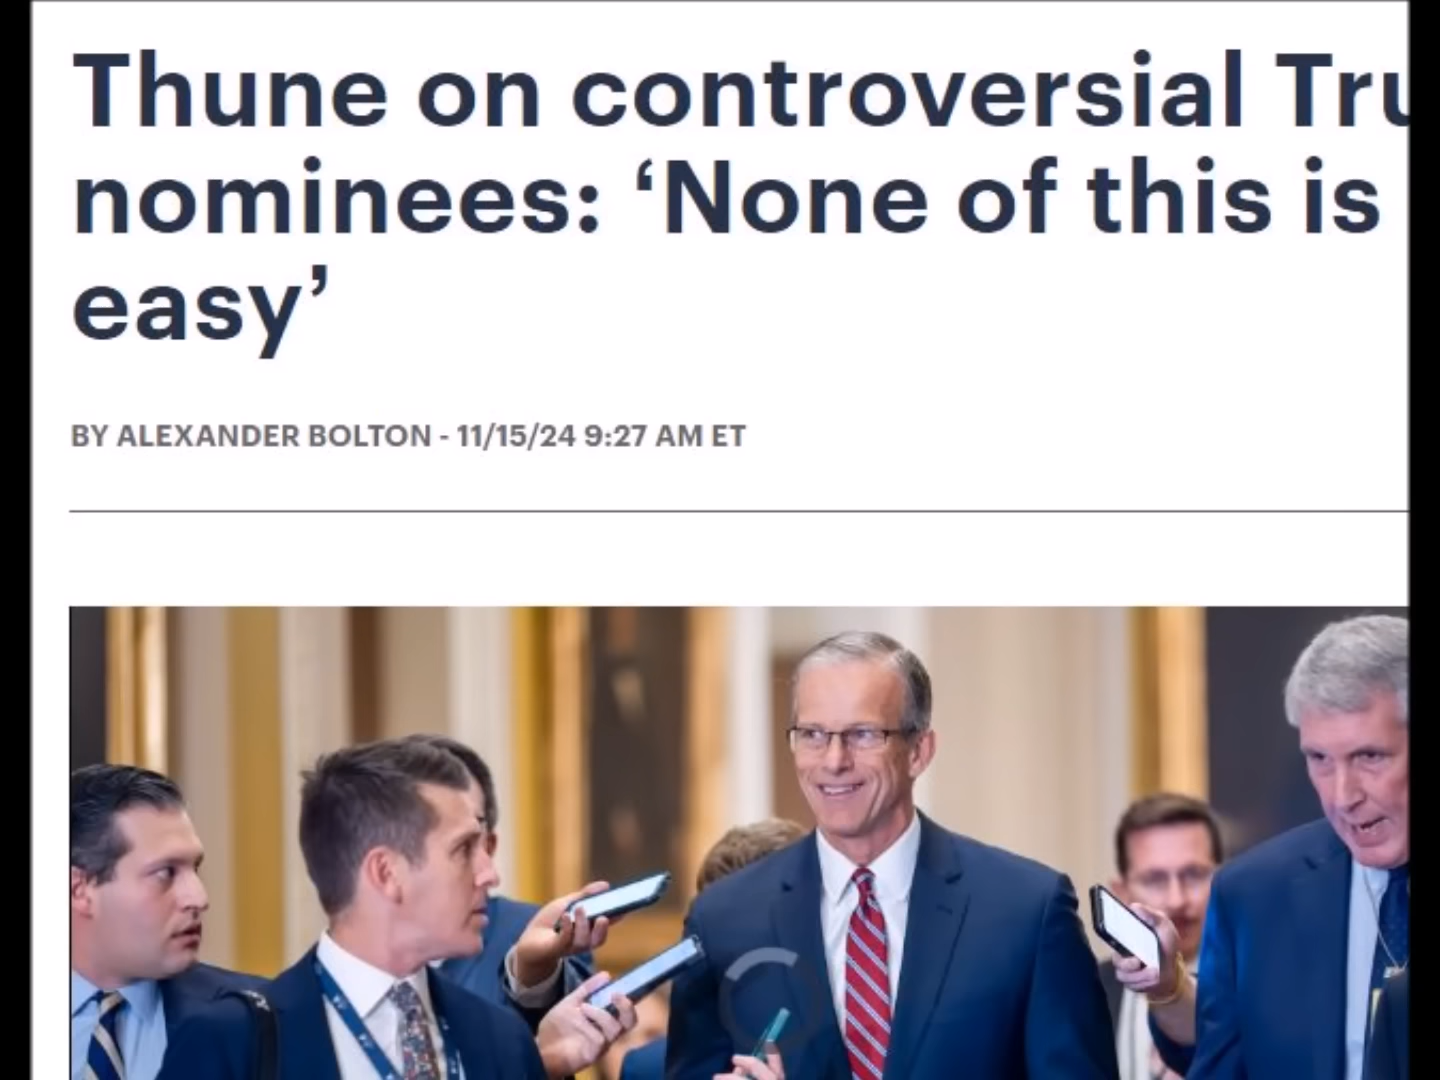 Thune on controversial Tru
nominees: ‘None of this is
easy’
BY ALEXANDER BOLTON - 11/15/24 9:27 AM ET